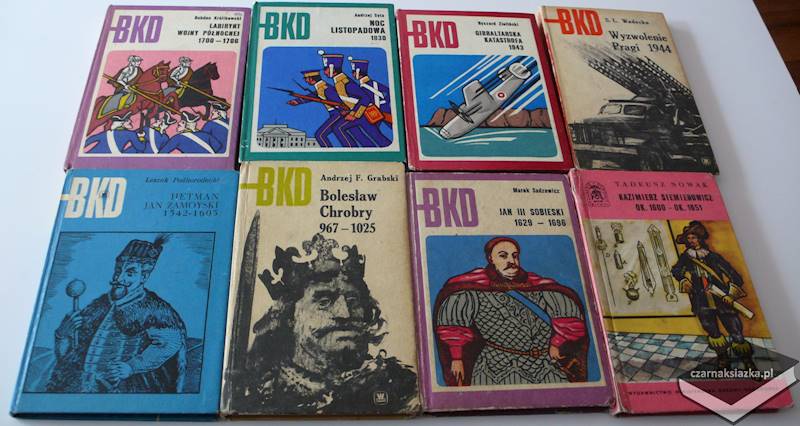 BKD
Bohdan Królikowski
LABIRYNT
WOJNY PÓŁNOCNEJ
1700-1706
BKD
Andrzej Syta
NOC
LISTOPADOWA
1830
BKD
Ryszard Zieliński
GIBRALTARSKA
KATASTROFA
1943
BKD
S. L. Wadecka
Wyzwolenie
Pragi 1944
BKD
Leszek Podhorodecki
HETMAN
JAN ZAMOYSKI
1542-1605
BKD
Andrzej F. Grabski
Bolesław
Chrobry
967 - 1025
BKD
Marek Sadzewicz
JAN III SOBIESKI
1629 - 1696
TADEUSZ NOWAK
KAZIMIERZ SIEMIENOWICZ
OK. 1600 - OK. 1651
WYDAWNICTWO
czarnaksiazka.pl